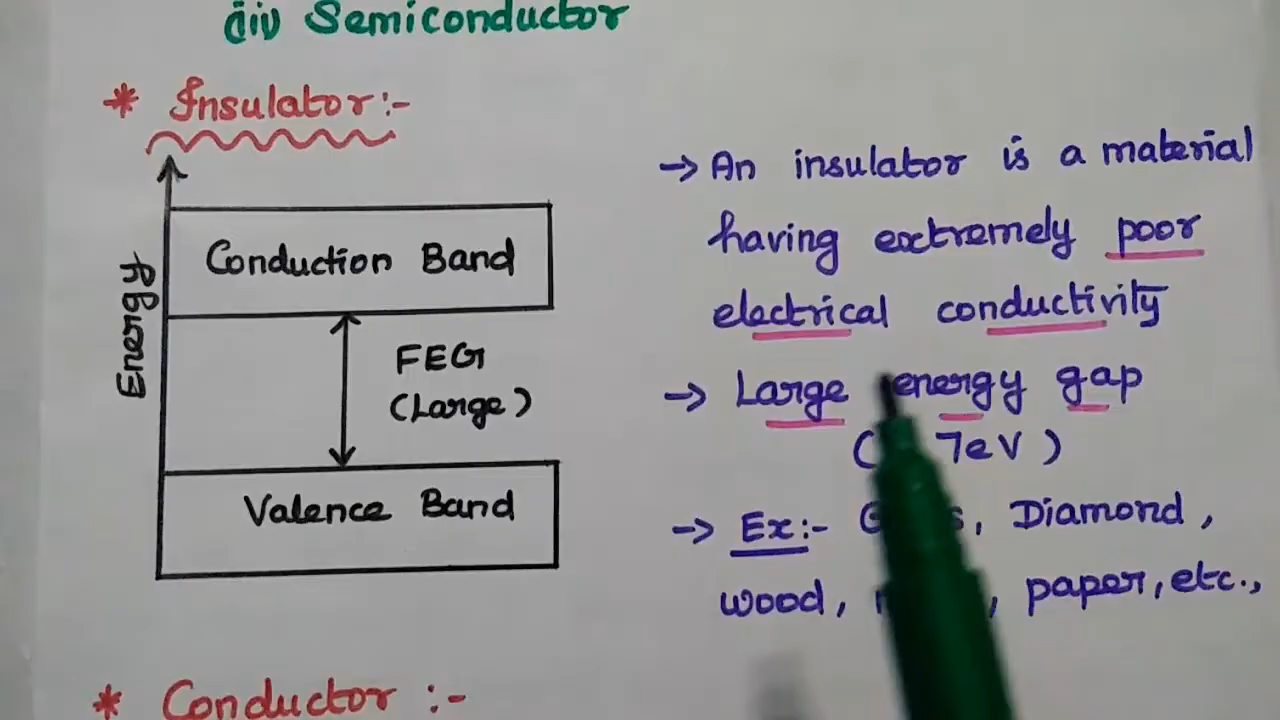 (iii) Semiconductor
* Insulator:-
Energy
Conduction Band
FEG
(Large)
Valence Band
→ An insulator is a material
having extremely poor
electrical conductivity
→ Large energy gap
( 7eV )
→ Ex:- , Diamond,
wood, , paper, etc.,
* Conductor :-